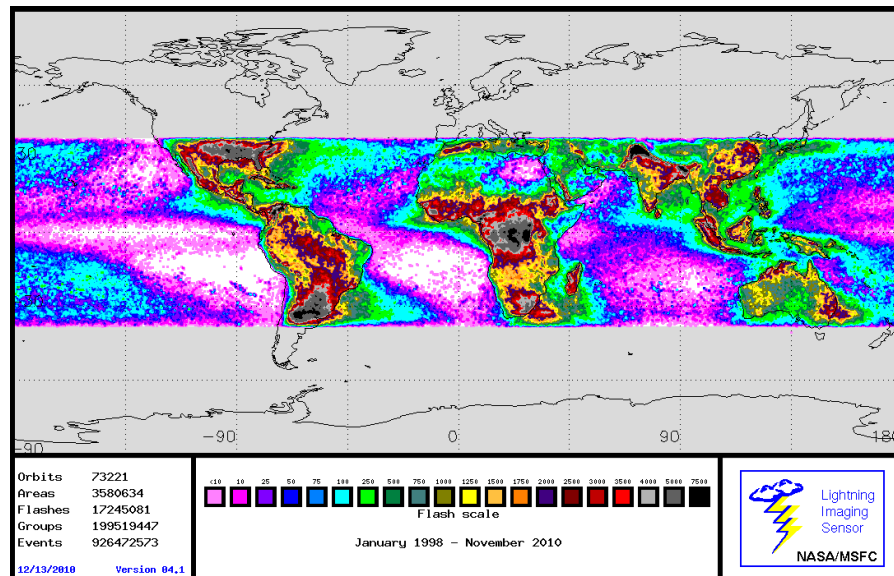 -90
-90
0
90
180
Orbits 73221
Areas 3580634
Flashes 17245081
Groups 199519447
Events 926472573
12/13/2010 Version 04.1
<10 10 25 50 75 100 250 500 750 1000 1250 1500 1750 2000 2500 3000 3500 4000 5000 7500
Flash scale
January 1998 - November 2010
Lightning
Imaging
Sensor
NASA/MSFC